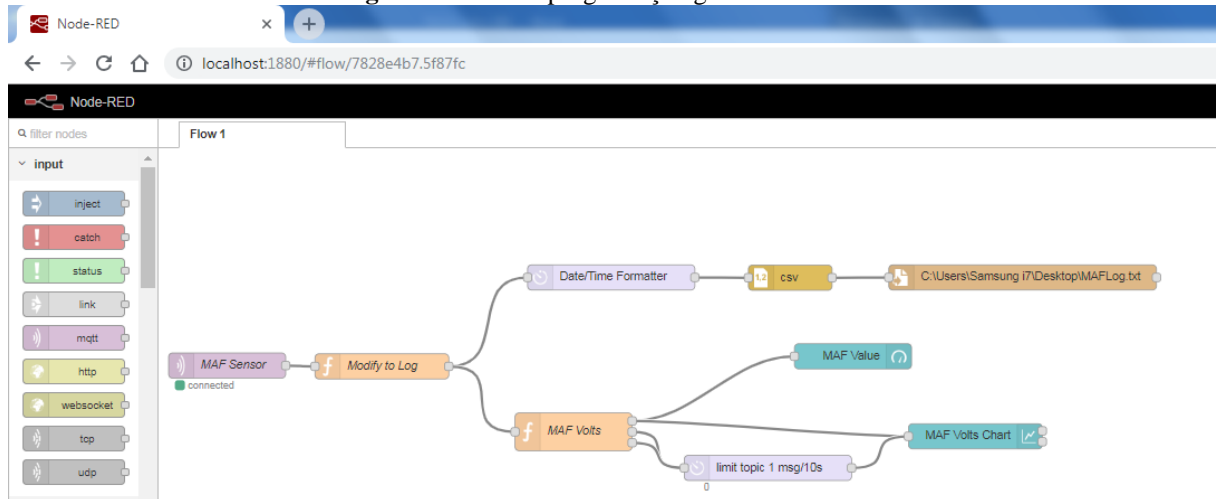 Node-RED
localhost:1880/#flow/7828e4b7.5f87fc
Node-RED
filter nodes
Flow 1
input
inject
catch
status
link
mqtt
http
websocket
tcp
udp
Date/Time Formatter
1,2
csv
C:\Users\Samsung i7\Desktop\MAFLog.txt
MAF Sensor
connected
Modify to Log
MAF Value
MAF Volts
MAF Volts Chart
limit topic 1 msg/10s
0